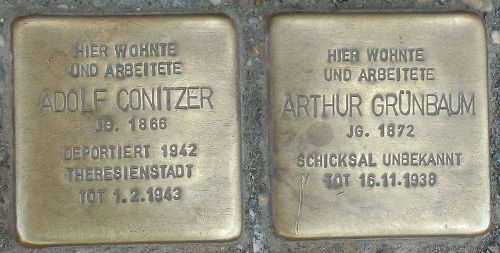 HIER WOHNTE
UND ARBEITETE
ADOLF CONITZER
JG. 1866
DEPORTIERT 1942
THERESIENSTADT
TOT 1.2.1943
HIER WOHNTE
UND ARBEITETE
ARTHUR GRÜNBAUM
JG. 1872
SCHICKSAL UNBEKANNT
TOT 16.11.1938